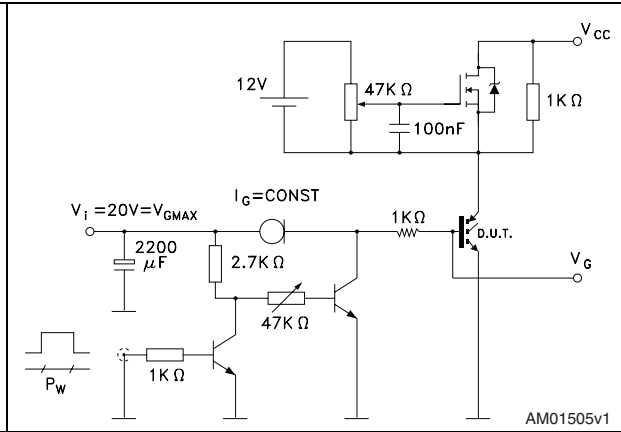 V CC
12V
47K Ω
1K Ω
100nF
I G=CONST
V i =20V=V GMAX
1KΩ
D.U.T.
2200
μF
2.7K Ω
V G
47K Ω
1K Ω
P W
AM01505v1